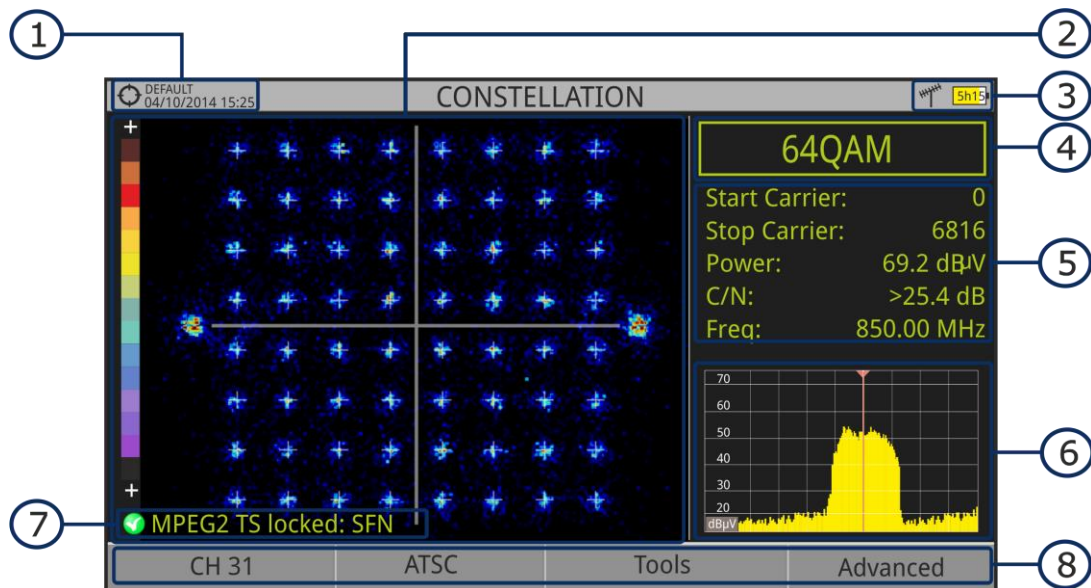 1
2
3
4
5
6
7
8
DEFAULT
04/10/2014 15:25
CONSTELLATION
5h15
+
+
64QAM
Start Carrier: 0
Stop Carrier: 6816
Power: 69.2 dBµV
C/N: >25.4 dB
Freq: 850.00 MHz
70
60
50
40
30
20
dBµV
MPEG2 TS locked: SFN
CH 31 ATSC Tools Advanced